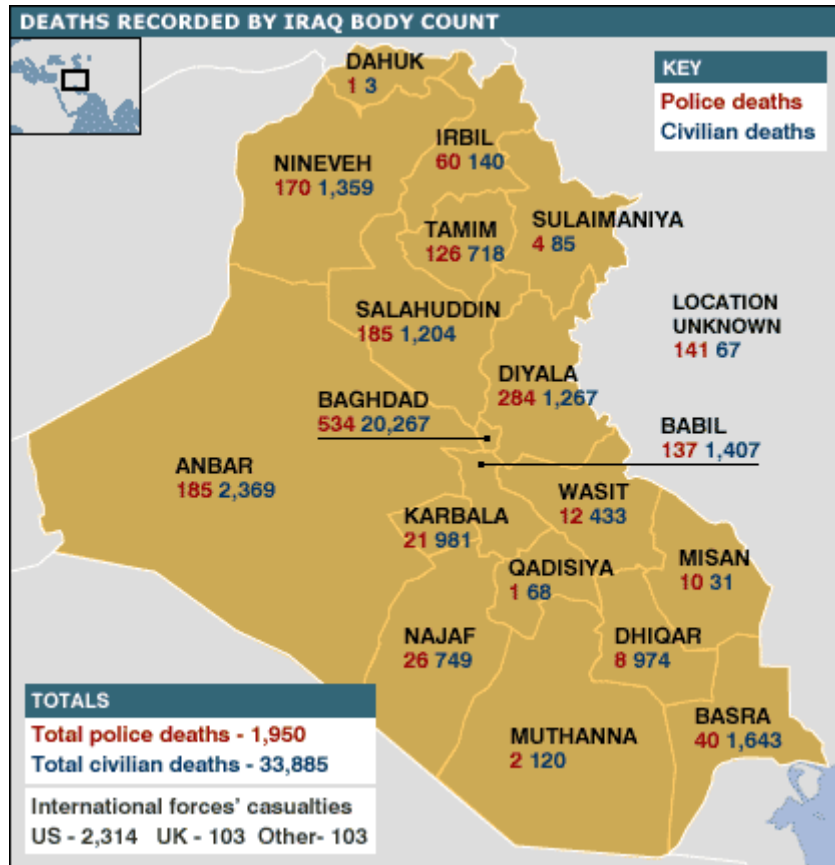 DEATHS RECORDED BY IRAQ BODY COUNT
KEY
Police deaths
Civilian deaths
DAHUK
1 3
IRBIL
60 140
NINEVEH
170 1,359
TAMIM
126 718
SULAIMANIYA
4 85
SALAHUDDIN
185 1,204
LOCATION
UNKNOWN
141 67
DIYALA
284 1,267
BAGHDAD
534 20,267
BABIL
137 1,407
ANBAR
185 2,369
WASIT
12 433
KARBALA
21 981
MISAN
10 31
QADISIYA
1 68
NAJAF
26 749
DHIQAR
8 974
BASRA
40 1,643
MUTHANNA
2 120
TOTALS
Total police deaths - 1,950
Total civilian deaths - 33,885
International forces' casualties
US - 2,314 UK - 103 Other- 103